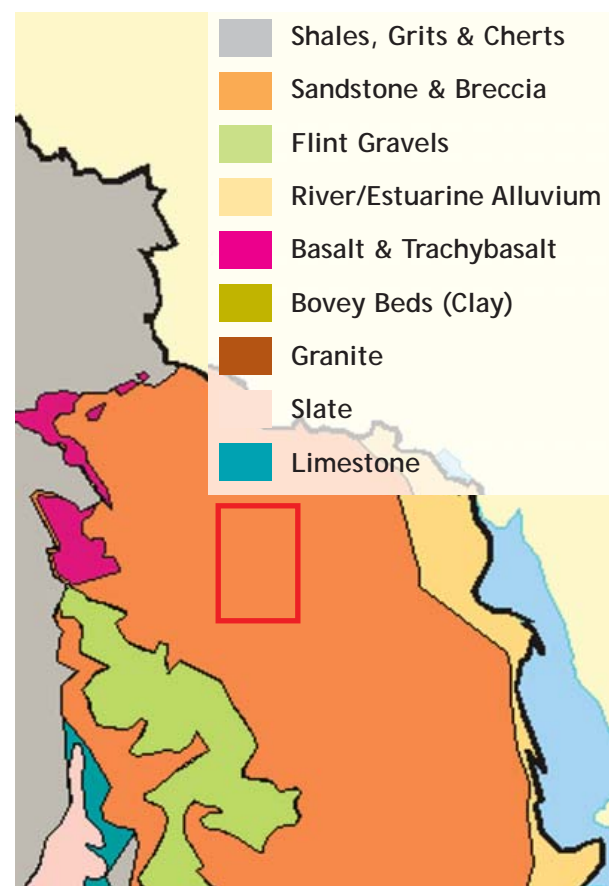 Shales, Grits & Cherts
Sandstone & Breccia
Flint Gravels
River/Estuarine Alluvium
Basalt & Trachybasalt
Bovey Beds (Clay)
Granite
Slate
Limestone